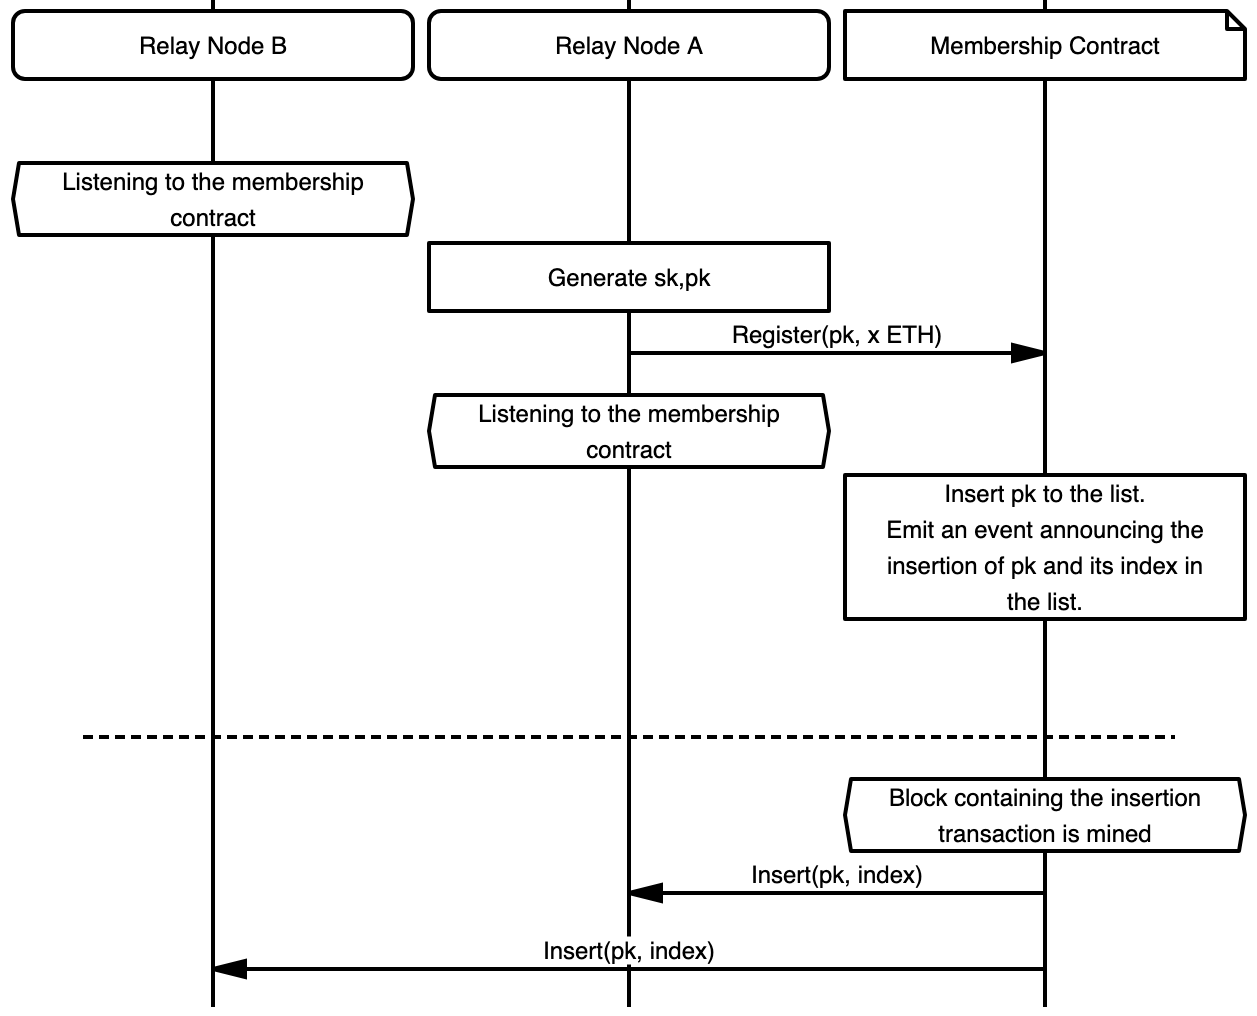 Relay Node B
Relay Node A
Membership Contract
Listening to the membership
contract
Generate sk,pk
Register(pk, x ETH)
Listening to the membership
contract
Insert pk to the list.
Emit an event announcing the
insertion of pk and its index in
the list.
Block containing the insertion
transaction is mined
Insert(pk, index)
Insert(pk, index)